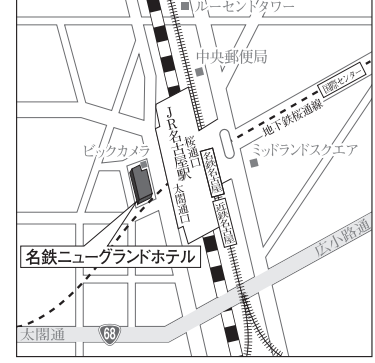 ルーセントタワー
中央郵便局
国際センター
地下鉄桜通線
桜通口
JR名古屋駅
太閤通口
ビックカメラ
名鉄名古屋
近鉄名古屋
ミッドランドスクエア
名鉄ニューグランドホテル
広小路通
太閤通
68